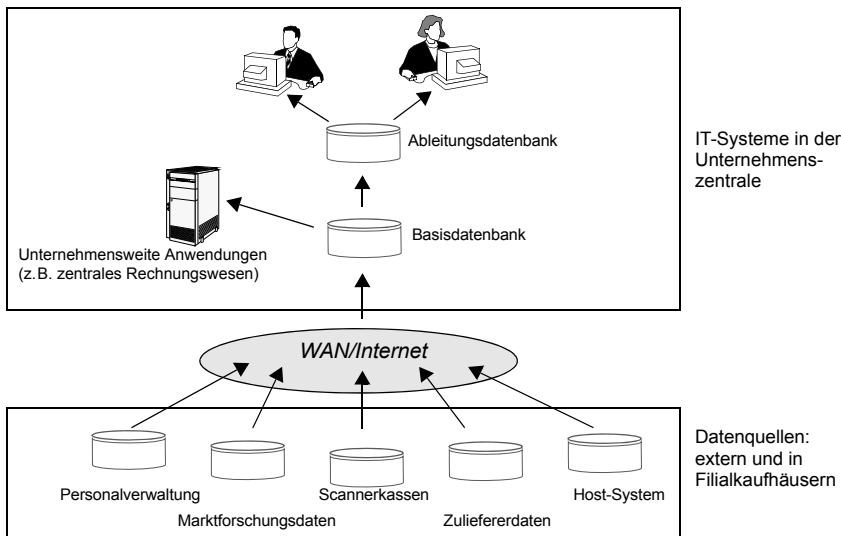 Ableitungsdatenbank
IT-Systeme in der
Unternehmens-
zentrale
Basisdatenbank
Unternehmensweite Anwendungen
(z.B. zentrales Rechnungswesen)
WAN/Internet
Datenquellen:
extern und in
Filialkaufhäusern
Personalverwaltung
Scannerkassen
Host-System
Marktforschungsdaten
Zuliefererdaten